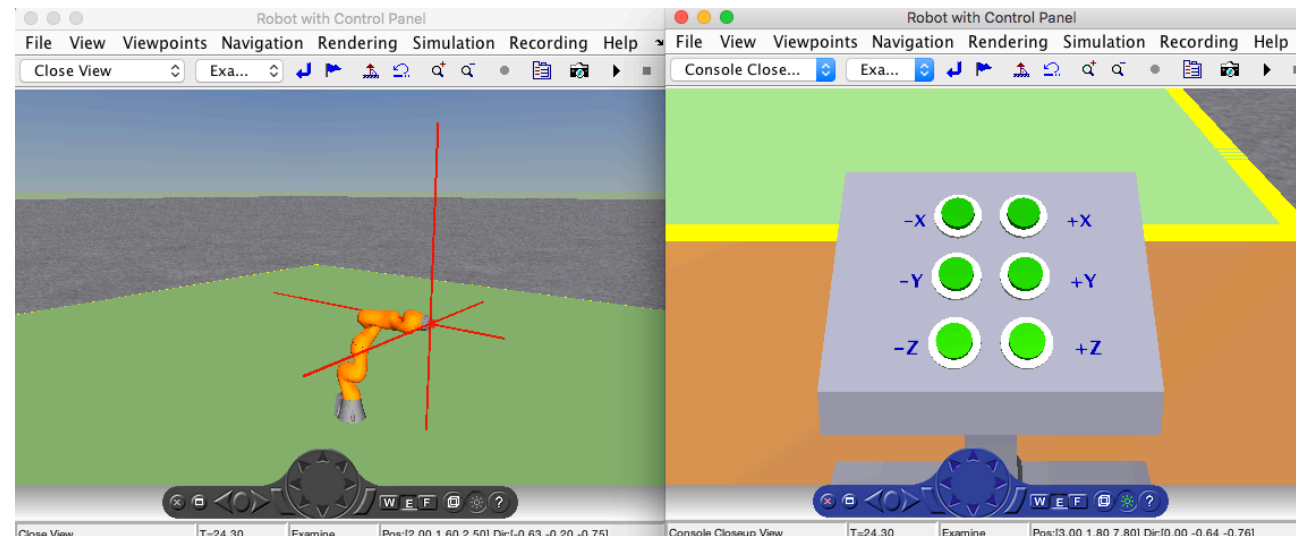 Robot with Control Panel
File View Viewpoints Navigation Rendering Simulation Recording Help
Close View Exa...
W E F ?
Close View T=24.30 Examine Pos:[2.00 1.60 2.50] Dir:[-0.63 -0.20 -0.75]
Robot with Control Panel
File View Viewpoints Navigation Rendering Simulation Recording Help
Console Close... Exa...
-X +X
-Y +Y
-Z +Z
W E F ?
Console Closeup View T=24.30 Examine Pos:[3.00 1.80 7.80] Dir:[0.00 -0.64 -0.76]